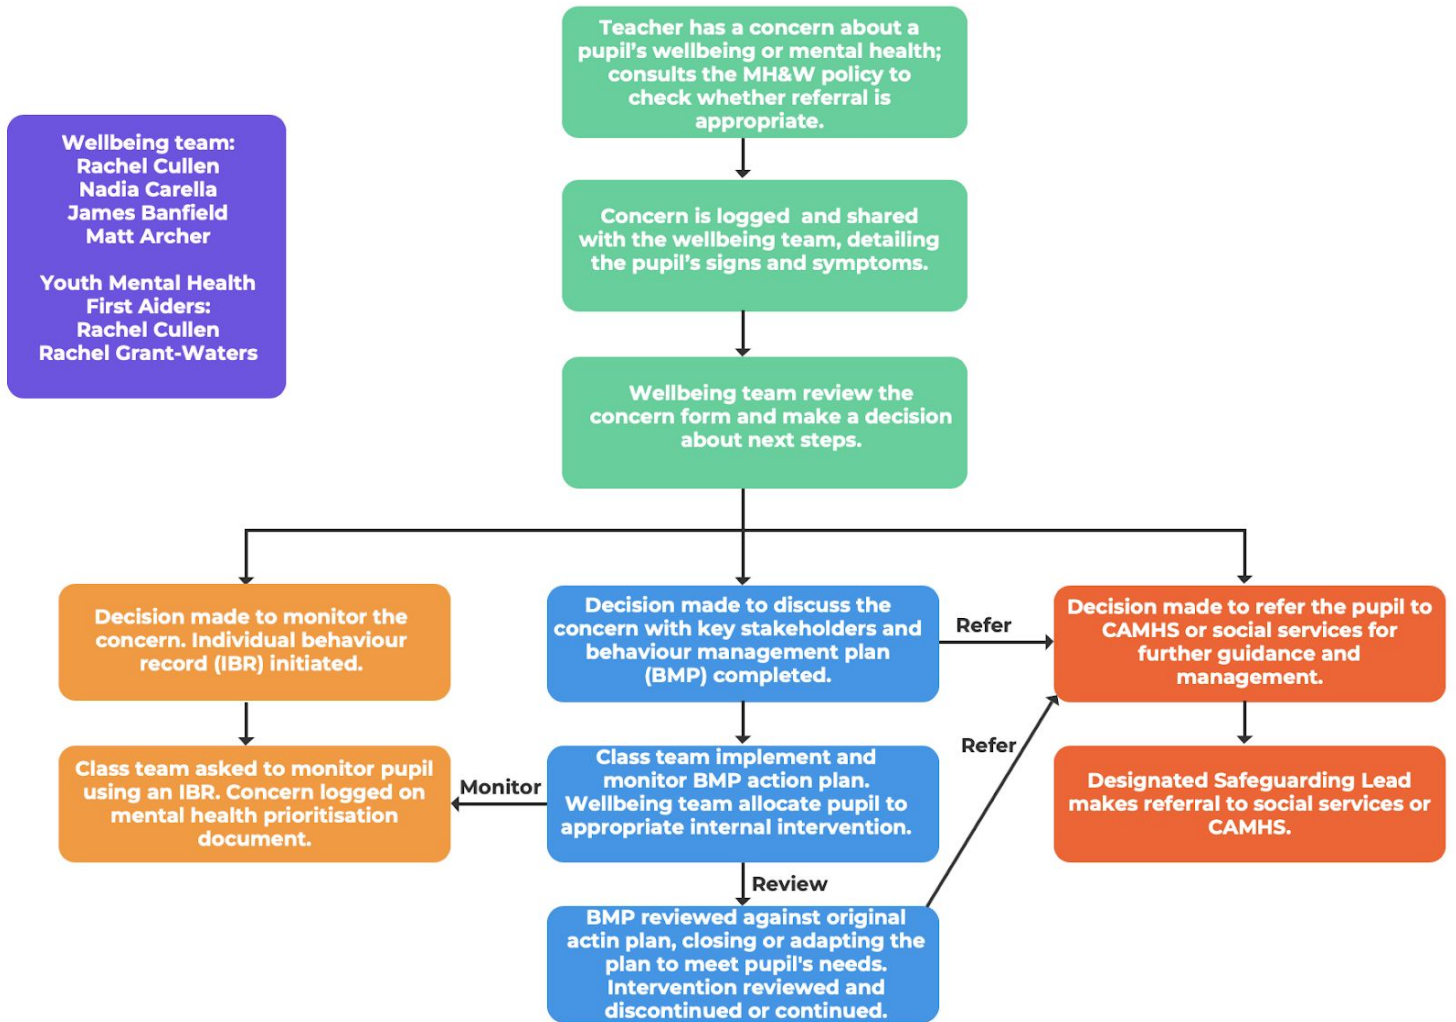 Teacher has a concern about a
pupil's wellbeing or mental health;
consults the MH&W policy to
check whether referral is
appropriate.
Wellbeing team:
Rachel Cullen
Nadia Carella
James Banfield
Matt Archer
Youth Mental Health
First Aiders:
Rachel Cullen
Rachel Grant-Waters
Concern is logged and shared
with the wellbeing team, detailing
the pupil's signs and symptoms.
Wellbeing team review the
concern form and make a decision
about next steps.
Decision made to monitor the
concern. Individual behaviour
record (IBR) initiated.
Decision made to discuss the
concern with key stakeholders and
behaviour management plan
(BMP) completed.
Refer
Decision made to refer the pupil to
CAMHS or social services for
further guidance and
management.
Class team asked to monitor pupil
using an IBR. Concern logged on
mental health prioritisation
document.
Monitor
Class team implement and
monitor BMP action plan.
Wellbeing team allocate pupil to
appropriate internal intervention.
Refer
Designated Safeguarding Lead
makes referral to social services or
CAMHS.
Review
BMP reviewed against original
actin plan, closing or adapting the
plan to meet pupil's needs.
Intervention reviewed and
discontinued or continued.